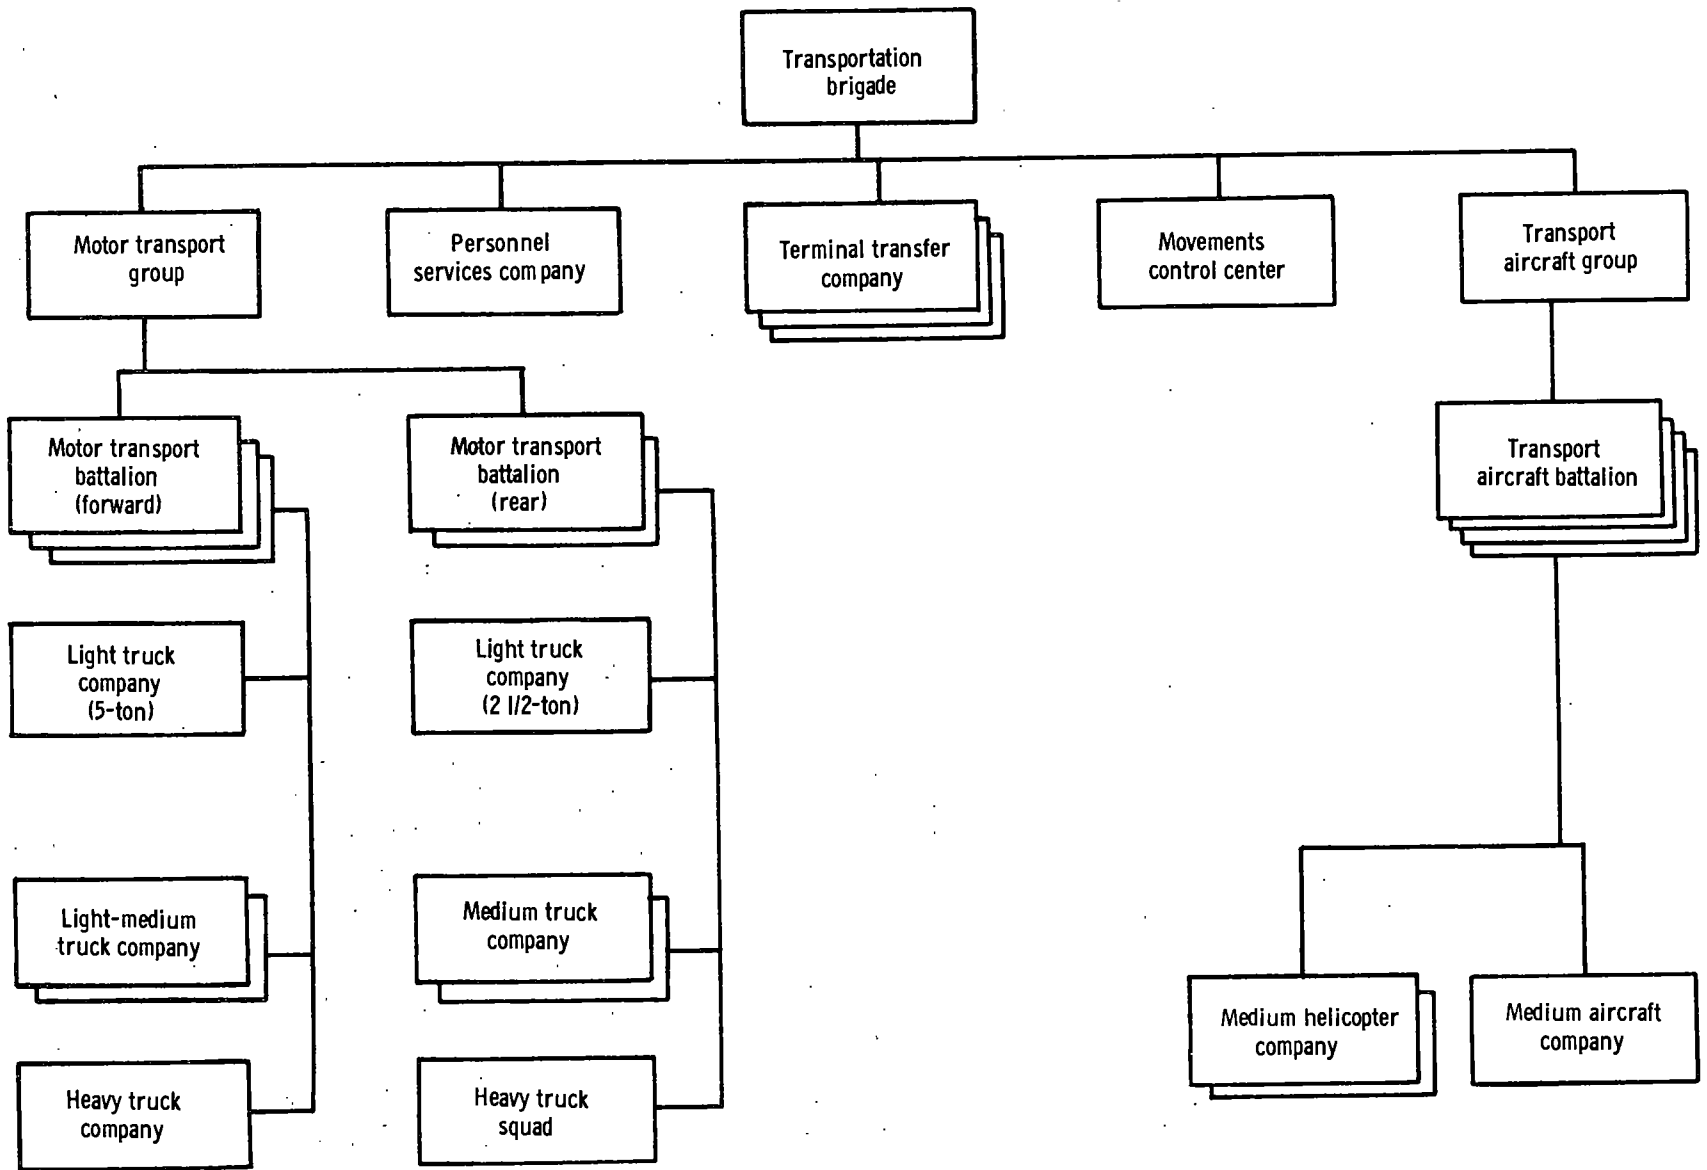 Transportation
brigade
Motor transport
group
Personnel
services company
Terminal transfer
company
Movements
control center
Transport
aircraft group
Motor transport
battalion
(forward)
Motor transport
battalion
(rear)
Transport
aircraft battalion
Light truck
company
(5-ton)
Light truck
company
(2 1/2-ton)
Light-medium
truck company
Medium truck
company
Medium helicopter
company
Medium aircraft
company
Heavy truck
company
Heavy truck
squad